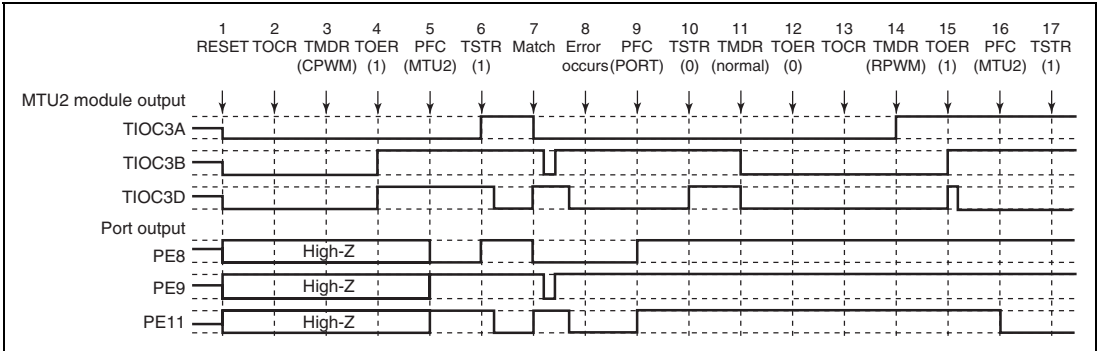 1 2 3 4 5 6 7 8 9 10 11 12 13 14 15 16 17
RESET TOCR TMDR TOER PFC TSTR Match Error PFC TSTR TMDR TOER TOCR TMDR TOER PFC TSTR
(CPWM) (1) (MTU2) (1) occurs (PORT) (0) (normal) (0) (RPWM) (1) (MTU2) (1)
MTU2 module output
TIOC3A
TIOC3B
TIOC3D
Port output
PE8 High-Z
PE9 High-Z
PE11 High-Z